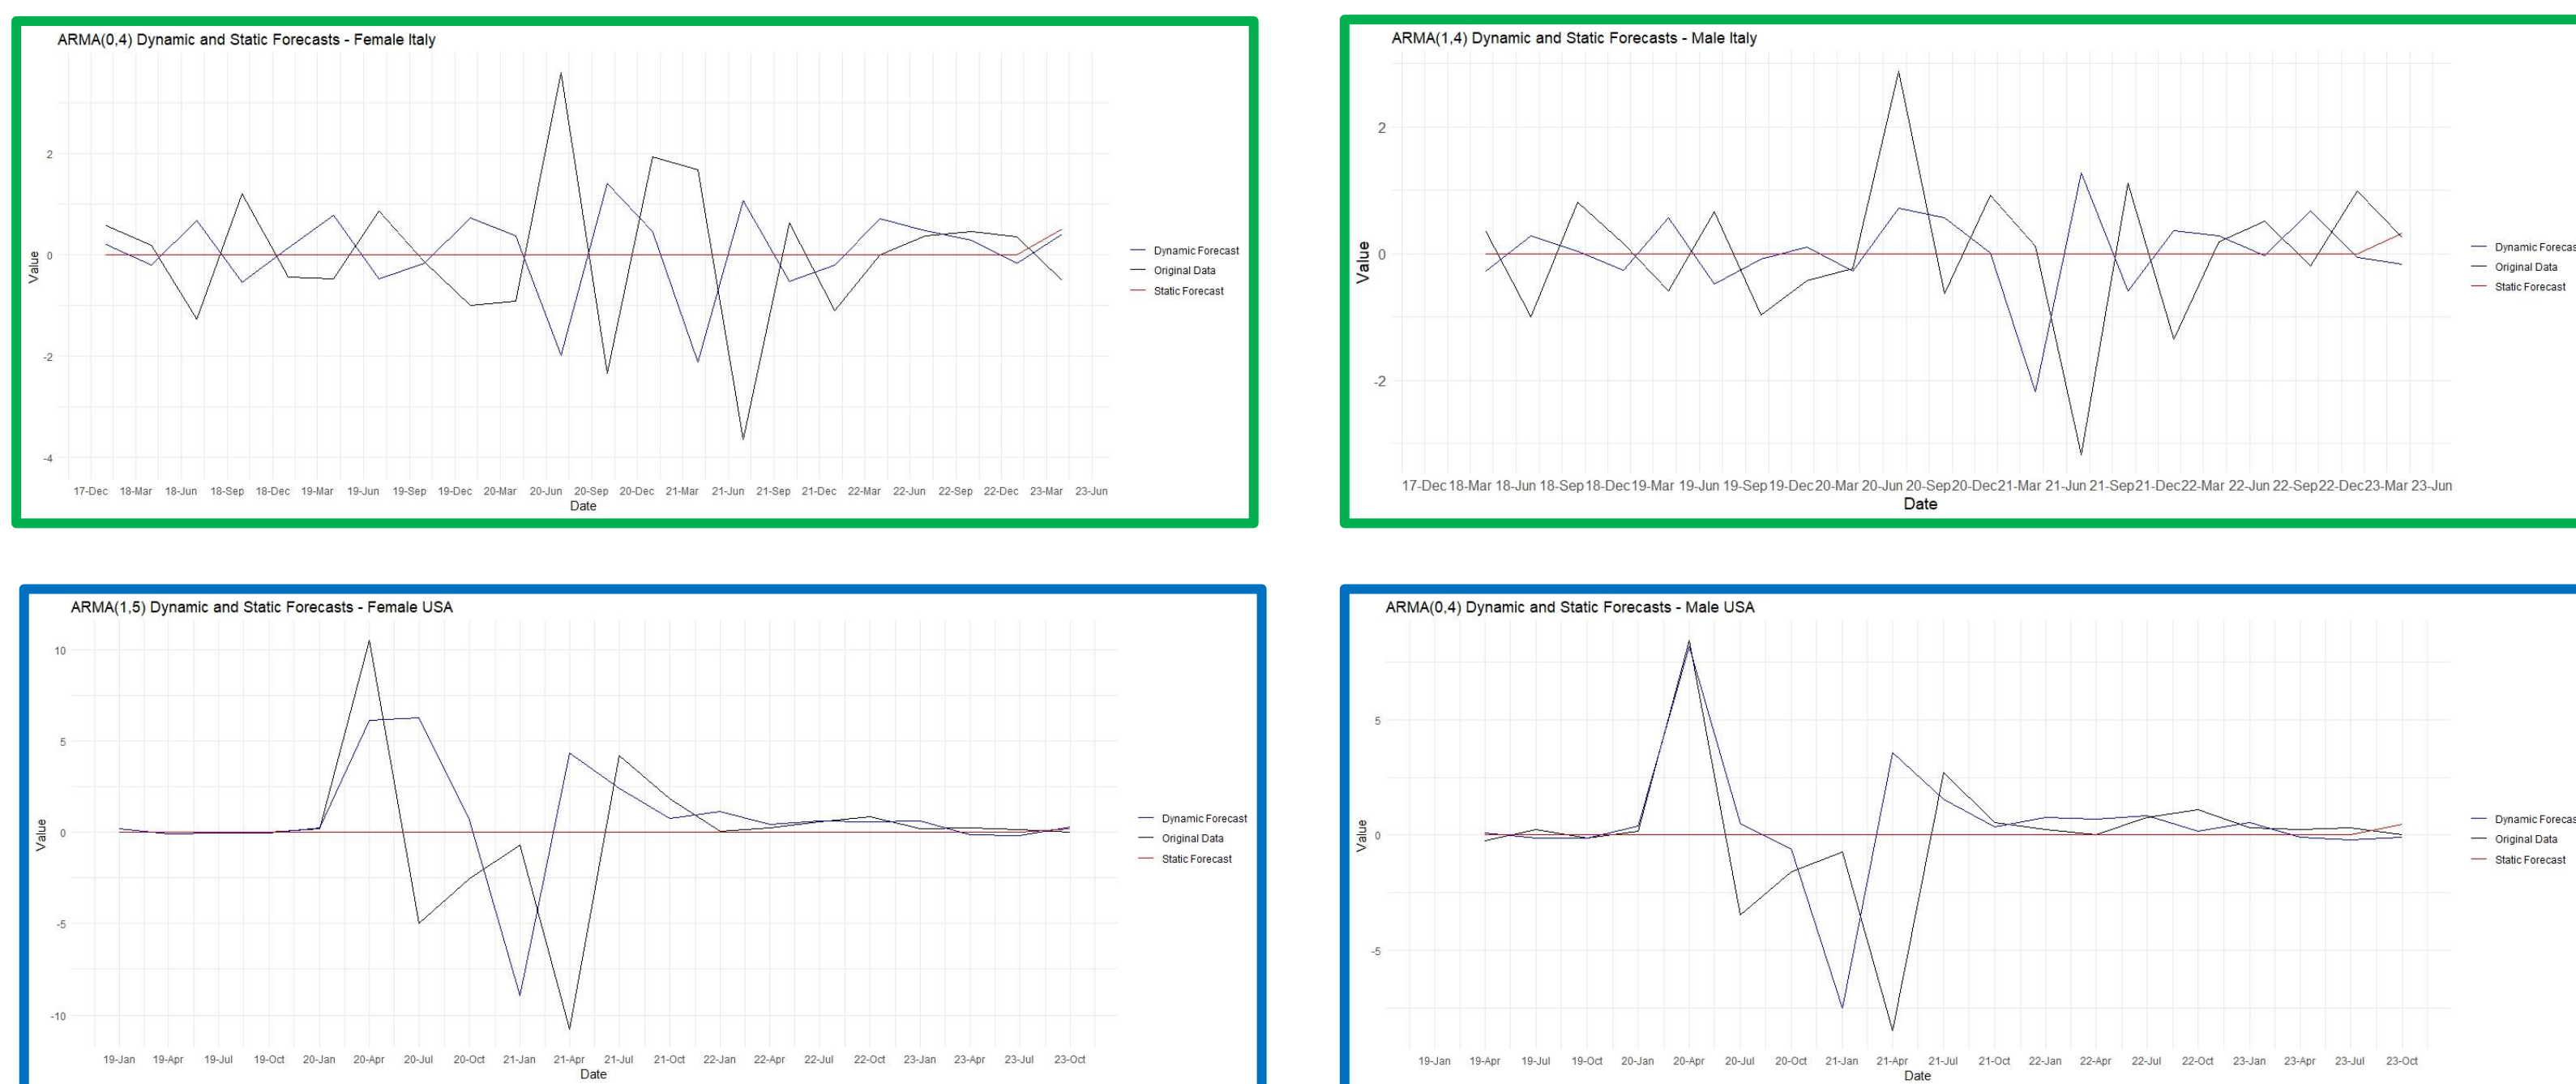 ARMA(0,4) Dynamic and Static Forecasts - Female Italy
2
0
-2
-4
Value
17-Dec 18-Mar 18-Jun 18-Sep 18-Dec 19-Mar 19-Jun 19-Sep 19-Dec 20-Mar 20-Jun 20-Sep 20-Dec 21-Mar 21-Jun 21-Sep 21-Dec 22-Mar 22-Jun 22-Sep 22-Dec 23-Mar 23-Jun
Date
Dynamic Forecast
Original Data
Static Forecast
ARMA(1,4) Dynamic and Static Forecasts - Male Italy
2
0
-2
Value
17-Dec 18-Mar 18-Jun 18-Sep 18-Dec 19-Mar 19-Jun 19-Sep 19-Dec 20-Mar 20-Jun 20-Sep 20-Dec 21-Mar 21-Jun 21-Sep 21-Dec 22-Mar 22-Jun 22-Sep 22-Dec 23-Mar 23-Jun
Date
Dynamic Forecas
Original Data
Static Forecast
ARMA(1,5) Dynamic and Static Forecasts - Female USA
10
5
0
-5
-10
Value
19-Jan 19-Apr 19-Jul 19-Oct 20-Jan 20-Apr 20-Jul 20-Oct 21-Jan 21-Apr 21-Jul 21-Oct 22-Jan 22-Apr 22-Jul 22-Oct 23-Jan 23-Apr 23-Jul 23-Oct
Date
Dynamic Forecast
Original Data
Static Forecast
ARMA(0,4) Dynamic and Static Forecasts - Male USA
5
0
-5
Value
19-Jan 19-Apr 19-Jul 19-Oct 20-Jan 20-Apr 20-Jul 20-Oct 21-Jan 21-Apr 21-Jul 21-Oct 22-Jan 22-Apr 22-Jul 22-Oct 23-Jan 23-Apr 23-Jul 23-Oct
Date
Dynamic Forecas
Original Data
Static Forecast